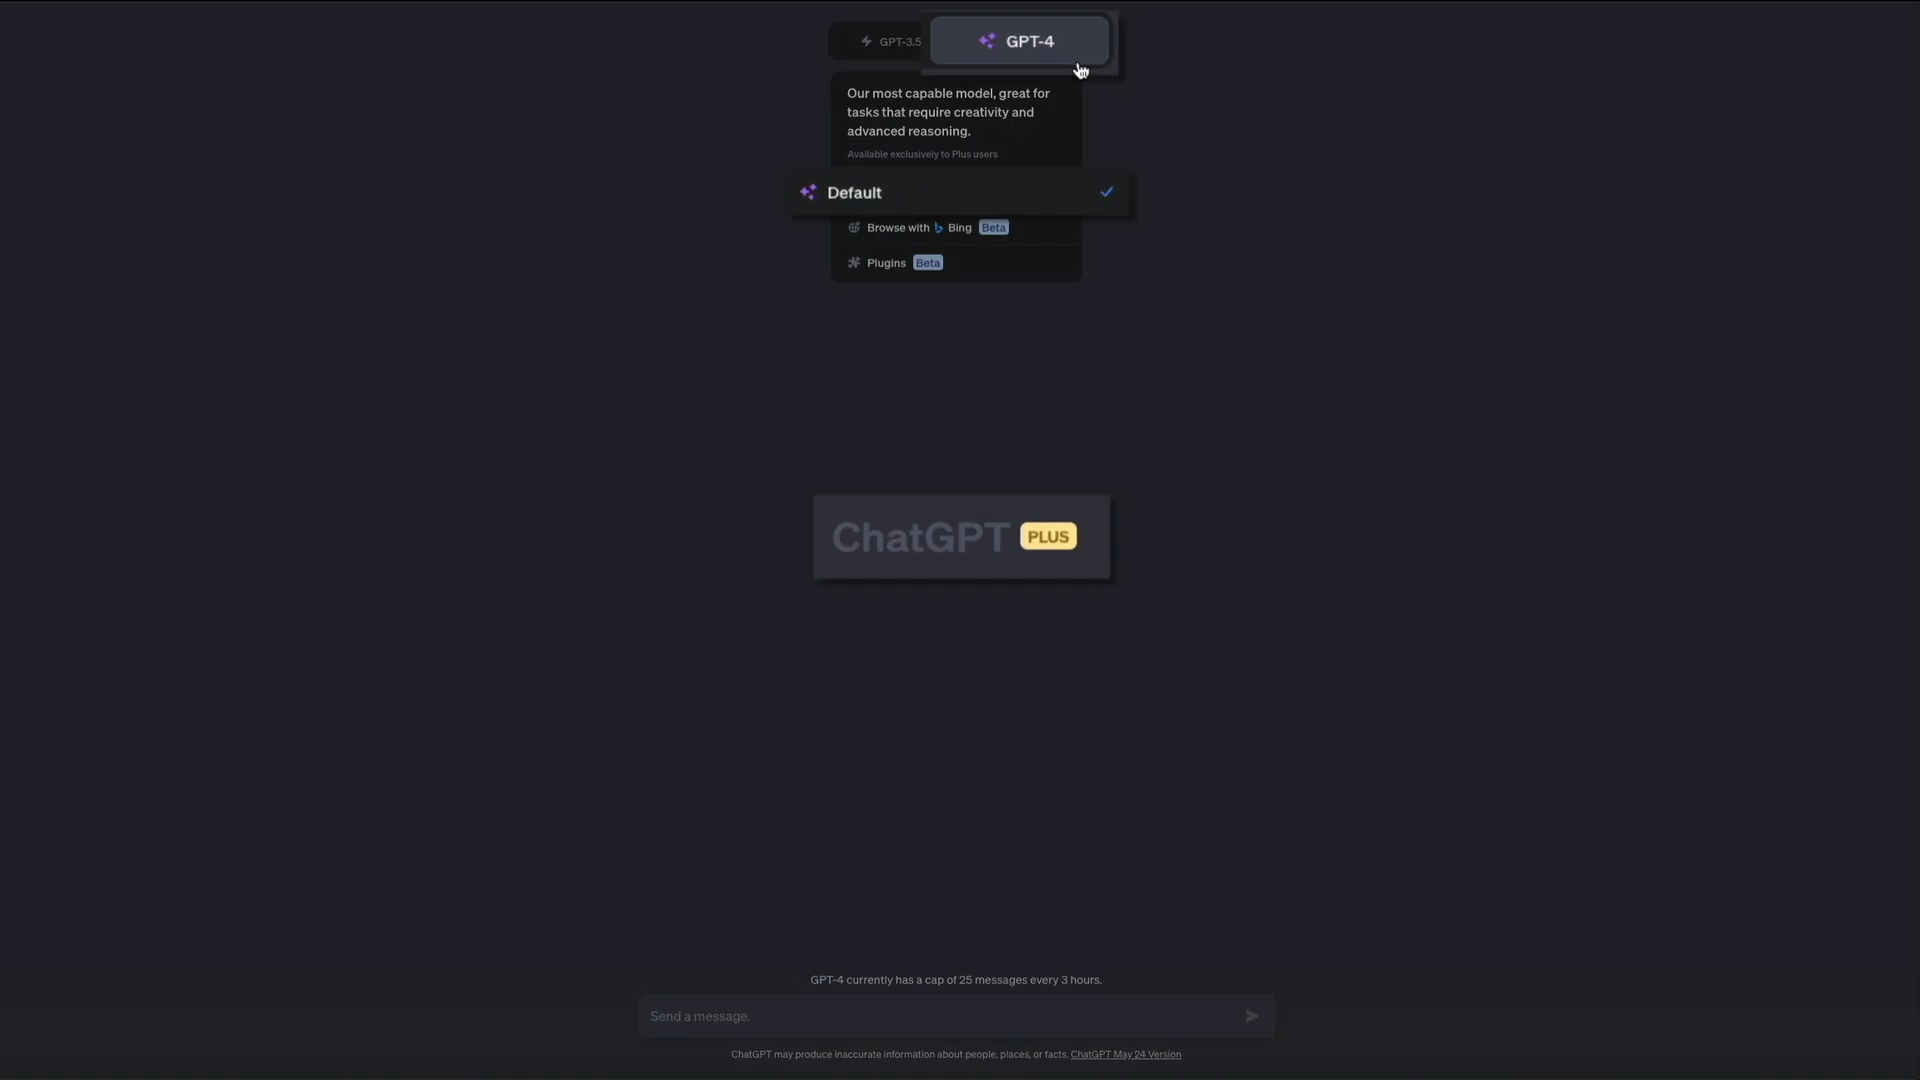 GPT-3.5
GPT-4
Our most capable model, great for
tasks that require creativity and
advanced reasoning.
Available exclusively to Plus users
Default
Browse with Bing Beta
Plugins Beta
ChatGPT PLUS
GPT-4 currently has a cap of 25 messages every 3 hours.
Send a message.
ChatGPT may produce inaccurate information about people, places, or facts. ChatGPT May 24 Version